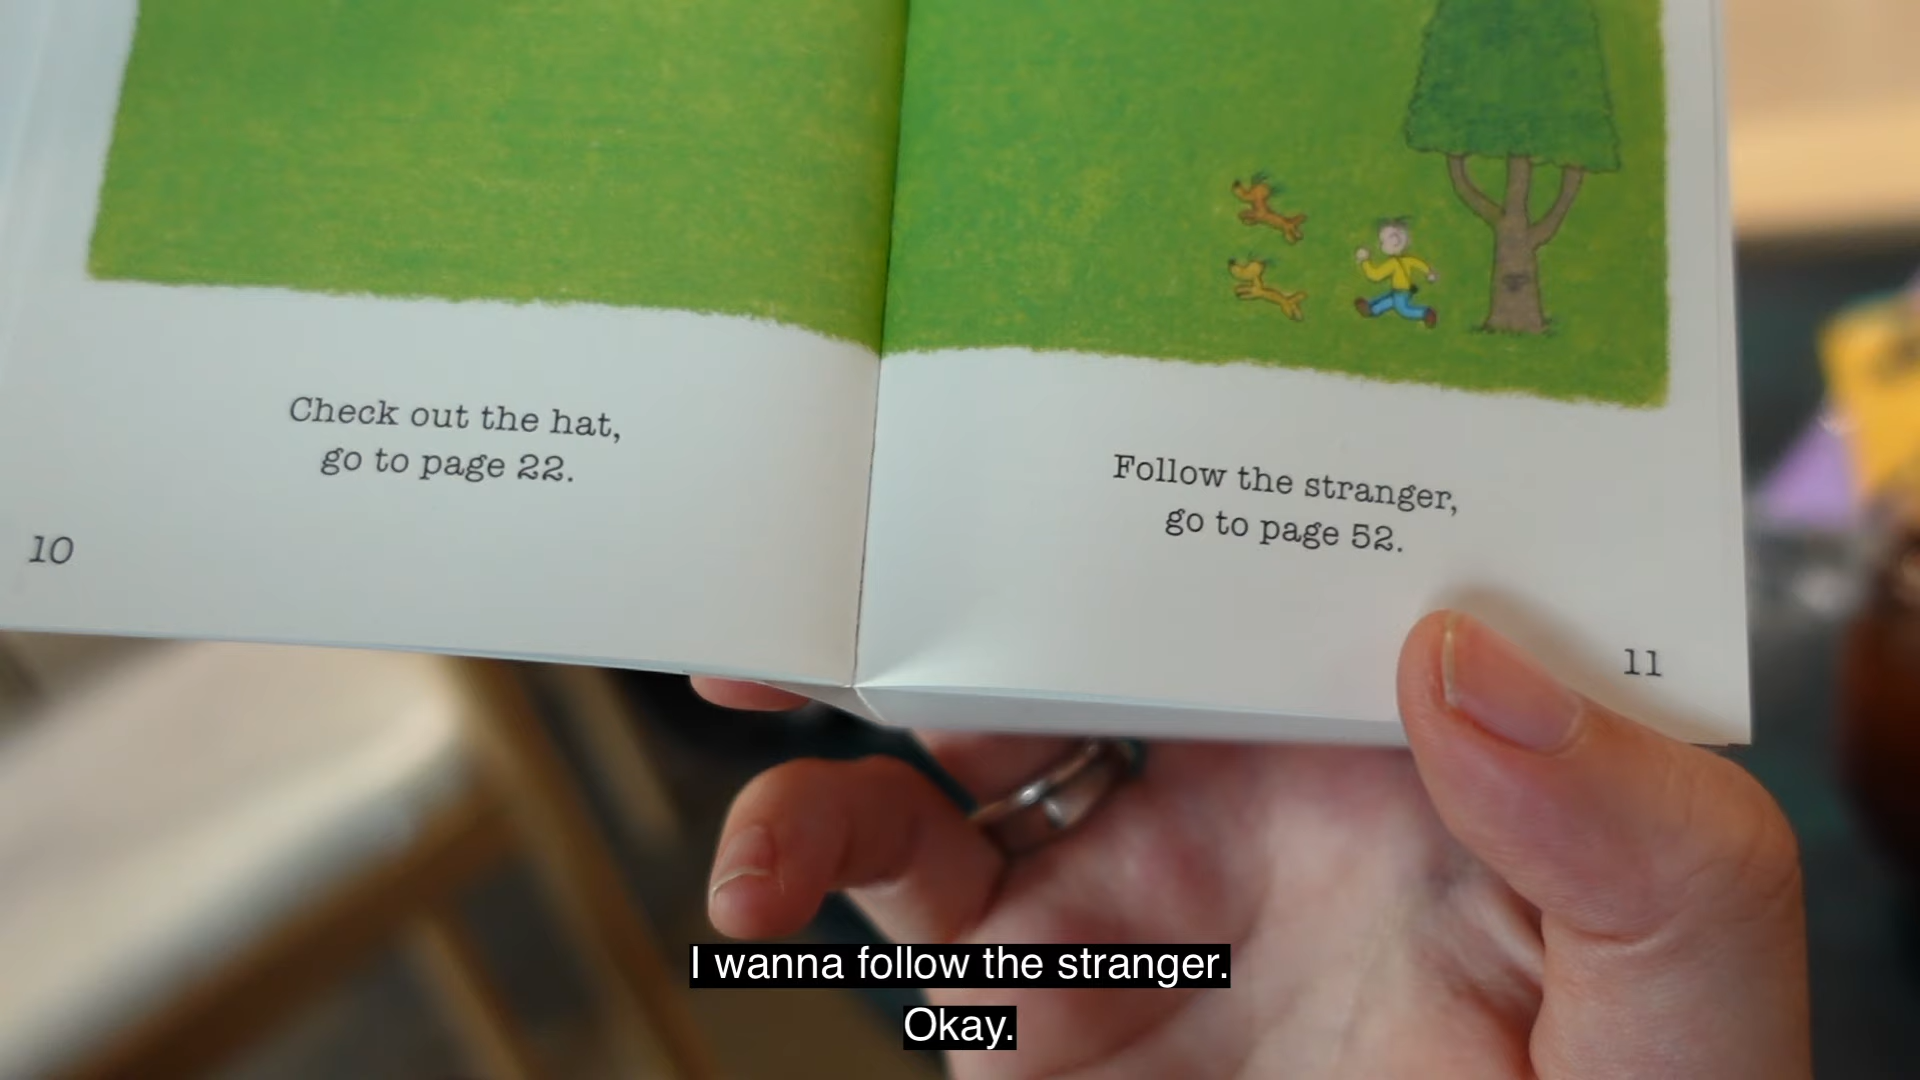 Check out the hat,
go to page 22.
10
Follow the stranger,
go to page 52.
11
I wanna follow the stranger.
Okay.